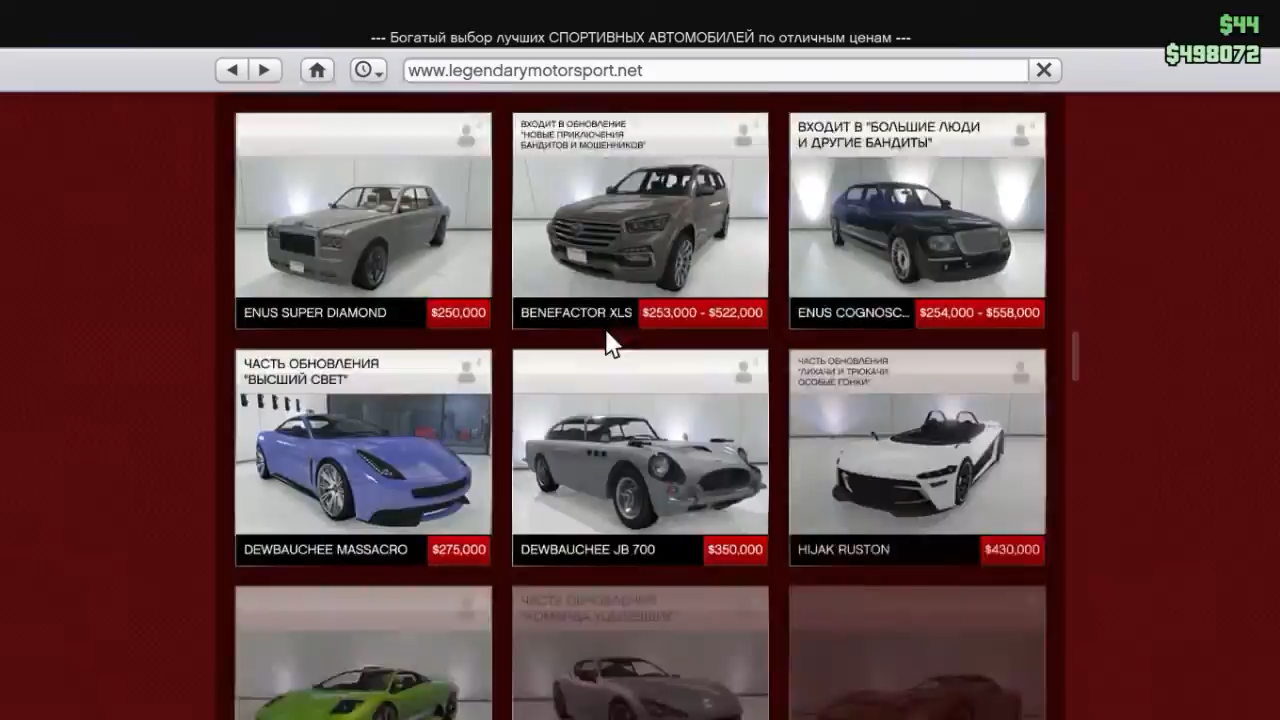 $44
--- Богатый выбор лучших СПОРТИВНЫХ АВТОМОБИЛЕЙ по отличным ценам ---
$498072
www.legendarymotorsport.net
ВХОДИТ В ОБНОВЛЕНИЕ
"НОВЫЕ ПРИКЛЮЧЕНИЯ
БАНДИТОВ И МОШЕННИКОВ"
ВХОДИТ В "БОЛЬШИЕ ЛЮДИ
И ДРУГИЕ БАНДИТЫ"
ENUS SUPER DIAMOND
$250,000
BENEFACTOR XLS
$253,000 - $522,000
ENUS COGNOSC...
$254,000 - $558,000
ЧАСТЬ ОБНОВЛЕНИЯ
"ВЫСШИЙ СВЕТ"
ЧАСТЬ ОБНОВЛЕНИЯ
"ЛИХАЧИ И ТРЮКАЧИ
ОСОБЫЕ ГОНКИ"
DEWBAUCHEE MASSACRO
$275,000
DEWBAUCHEE JB 700
$350,000
HIJAK RUSTON
$430,000
ЧАСТЬ ОБНОВЛЕНИЯ